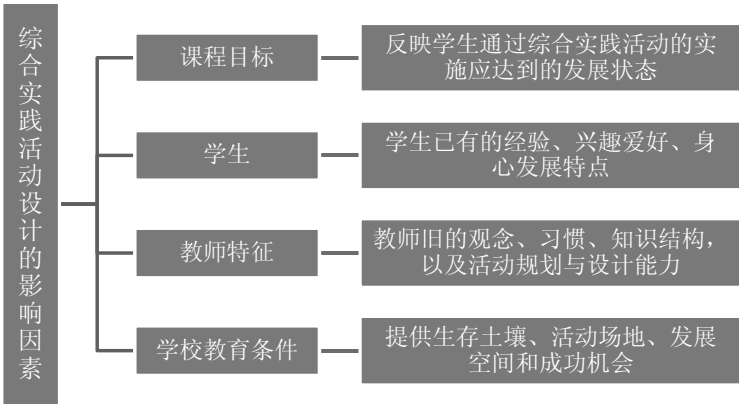 综合实践活动设计的影响因素
课程目标
反映学生通过综合实践活动的实
施应达到的发展状态
学生
学生已有的经验、兴趣爱好、身
心发展特点
教师特征
教师旧的观念、习惯、知识结构，
以及活动规划与设计能力
学校教育条件
提供生存土壤、活动场地、发展
空间和成功机会